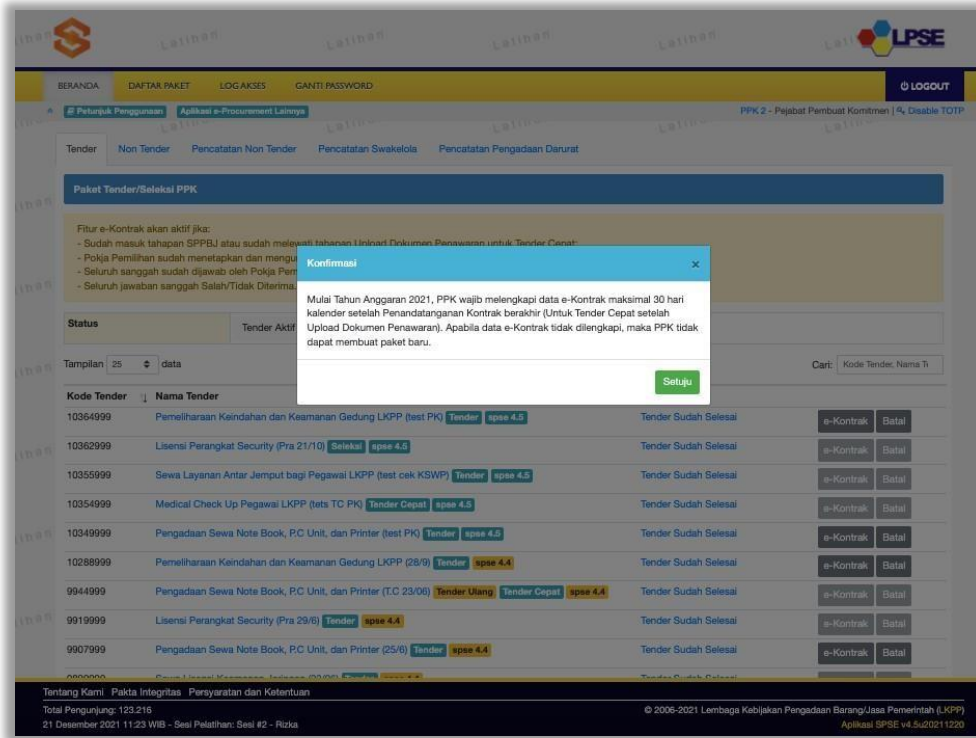 Latihan
Latihan
Latihan
Latihan
LPSE
BERANDA DAFTAR PAKET LOG AKSES GANTI PASSWORD LOGOUT
Petunjuk Penggunaan Aplikasi e-Procurement Lainnya PPK 2 - Pejabat Pembuat Komitmen | Disable TOTP
Tender Non Tender Pencatatan Non Tender Pencatatan Swakelola Pencatatan Pengadaan Darurat
Paket Tender/Seleksi PPK
Fitur e-Kontrak akan aktif jika:
- Sudah masuk tahapan SPPBJ atau sudah melewati tahapan Upload Dokumen Penawaran untuk Tender Cepat;
- Pokja Pemilihan sudah menetapkan dan mengu
- Seluruh sanggah sudah dijawab oleh Pokja Pem
- Seluruh jawaban sanggah Salah/Tidak Diterima.
Konfirmasi ×
Mulai Tahun Anggaran 2021, PPK wajib melengkapi data e-Kontrak maksimal 30 hari
kalender setelah Penandatanganan Kontrak berakhir (Untuk Tender Cepat setelah
Upload Dokumen Penawaran). Apabila data e-Kontrak tidak dilengkapi, maka PPK tidak
dapat membuat paket baru.
Setuju
Status Tender Aktif
Tampilan 25 data Cari: Kode Tender, Nama T
Kode Tender Nama Tender
10364999 Pemeliharaan Keindahan dan Keamanan Gedung LKPP (test PK) Tender spse 4.5 Tender Sudah Selesai e-Kontrak Batal
10362999 Lisensi Perangkat Security (Pra 21/10) Seleksi spse 4.5 Tender Sudah Selesai e-Kontrak Batal
10355999 Sewa Layanan Antar Jemput bagi Pegawai LKPP (test cek KSWP) Tender spse 4.5 Tender Sudah Selesai e-Kontrak Batal
10354999 Medical Check Up Pegawai LKPP (tets TC PK) Tender Cepat spse 4.5 Tender Sudah Selesai e-Kontrak Batal
10349999 Pengadaan Sewa Note Book, P.C Unit, dan Printer (test PK) Tender spse 4.5 Tender Sudah Selesai e-Kontrak Batal
10288999 Pemeliharaan Keindahan dan Keamanan Gedung LKPP (28/9) Tender spse 4.4 Tender Sudah Selesai e-Kontrak Batal
9944999 Pengadaan Sewa Note Book, P.C Unit, dan Printer (T.C 23/06) Tender Ulang Tender Cepat spse 4.4 Tender Sudah Selesai e-Kontrak Batal
9919999 Lisensi Perangkat Security (Pra 29/6) Tender spse 4.4 Tender Sudah Selesai e-Kontrak Batal
9907999 Pengadaan Sewa Note Book, P.C Unit, dan Printer (25/6) Tender spse 4.4 Tender Sudah Selesai e-Kontrak Batal
Tentang Kami Pakta Integritas Persyaratan dan Ketentuan
Total Pengunjung: 123.216 © 2006-2021 Lembaga Kebijakan Pengadaan Barang/Jasa Pemerintah (LKPP)
21 Desember 2021 11:23 WIB - Sesi Pelatihan: Sesi #2 - Rizka Aplikasi SPSE v4.5u20211220